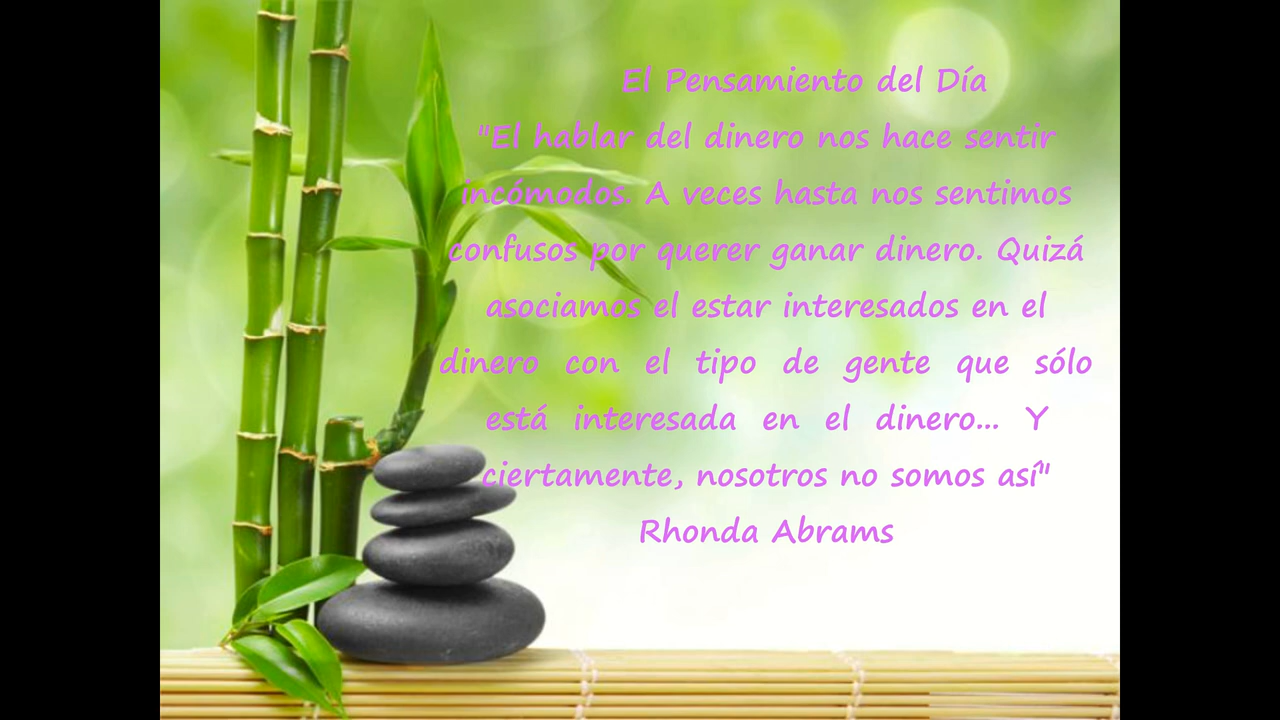 El Pensamiento del Día
"El hablar del dinero nos hace sentir
incómodos. A veces hasta nos sentimos
confusos por querer ganar dinero. Quizá
asociamos el estar interesados en el
dinero con el tipo de gente que sólo
está interesada en el dinero... Y
ciertamente, nosotros no somos así"
Rhonda Abrams